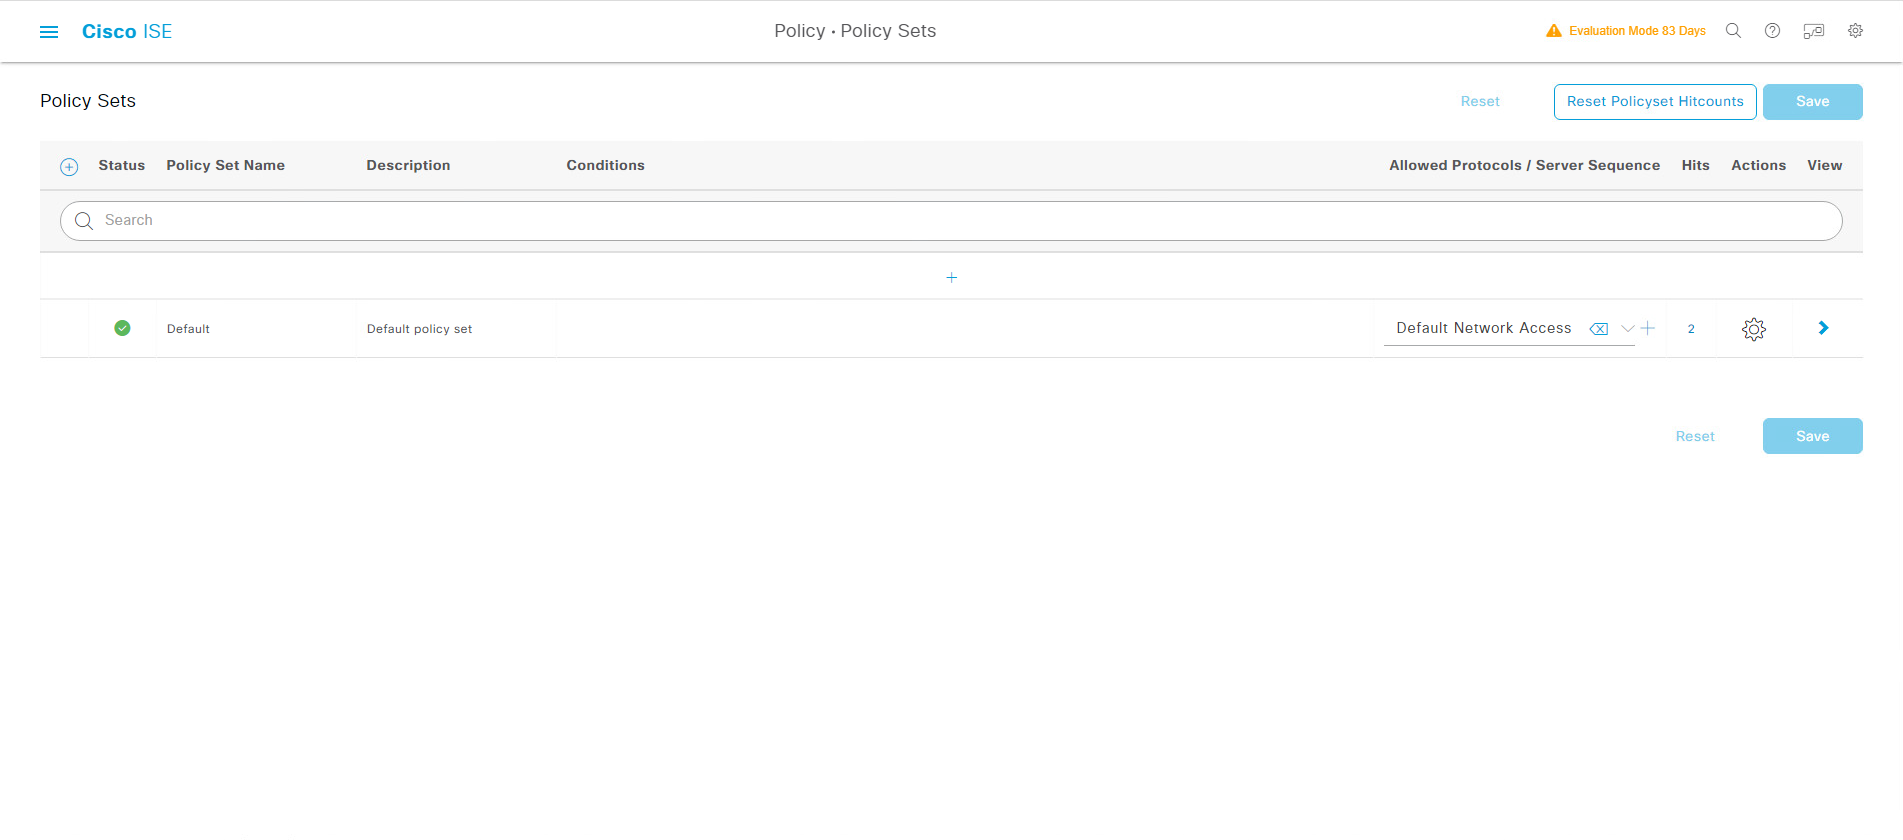 Cisco ISE
Policy · Policy Sets
Evaluation Mode 83 Days
Policy Sets
Reset
Reset Policyset Hitcounts
Save
Status Policy Set Name Description Conditions Allowed Protocols / Server Sequence Hits Actions View
Search
Default Default policy set Default Network Access 2
Reset
Save